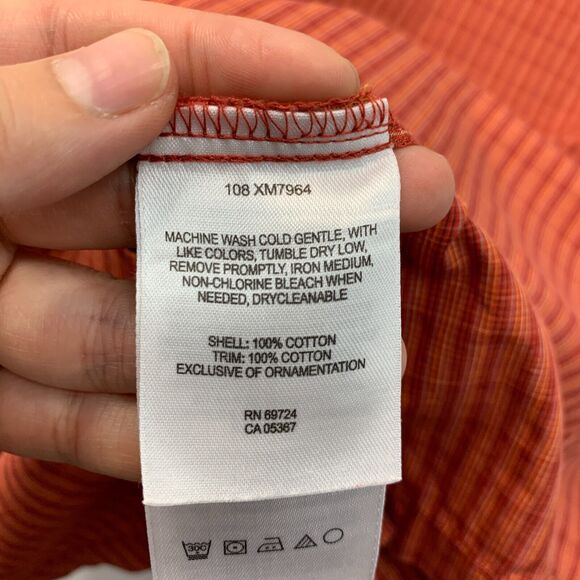 108 XM7964
MACHINE WASH COLD GENTLE, WITH
LIKE COLORS, TUMBLE DRY LOW,
REMOVE PROMPTLY, IRON MEDIUM,
NON-CHLORINE BLEACH WHEN
NEEDED, DRYCLEANABLE
SHELL: 100% COTTON
TRIM: 100% COTTON
EXCLUSIVE OF ORNAMENTATION
RN 69724
CA 05367
30C